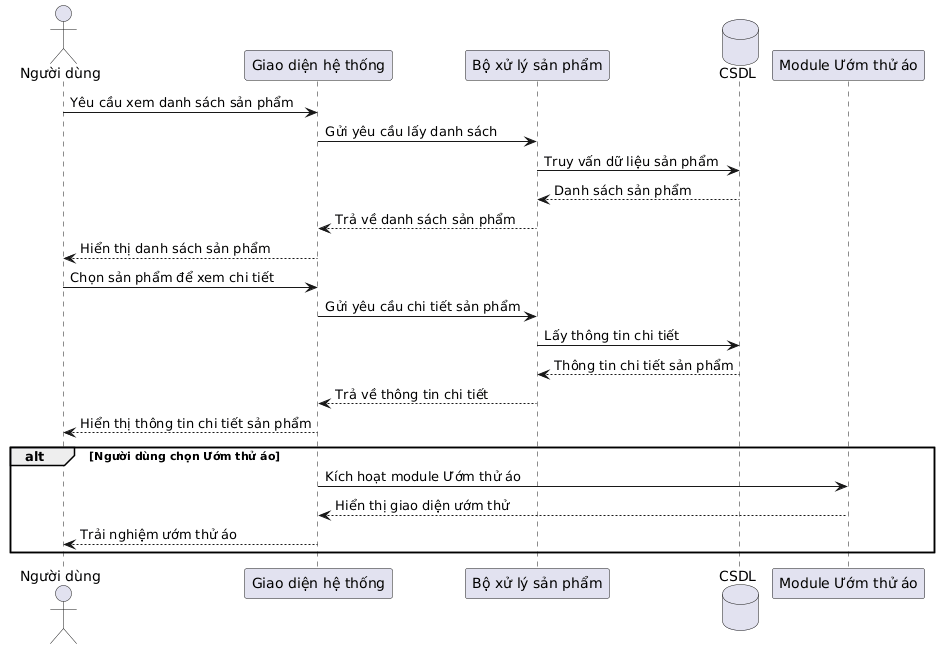 Người dùng
Giao diện hệ thống
Bộ xử lý sản phẩm
CSDL
Module Ướm thử áo
Yêu cầu xem danh sách sản phẩm
Gửi yêu cầu lấy danh sách
Truy vấn dữ liệu sản phẩm
Danh sách sản phẩm
Trả về danh sách sản phẩm
Hiển thị danh sách sản phẩm
Chọn sản phẩm để xem chi tiết
Gửi yêu cầu chi tiết sản phẩm
Lấy thông tin chi tiết
Thông tin chi tiết sản phẩm
Trả về thông tin chi tiết
Hiển thị thông tin chi tiết sản phẩm
alt [Người dùng chọn Ướm thử áo]
Kích hoạt module Ướm thử áo
Hiển thị giao diện ướm thử
Trải nghiệm ướm thử áo
Người dùng
Giao diện hệ thống
Bộ xử lý sản phẩm
CSDL
Module Ướm thử áo